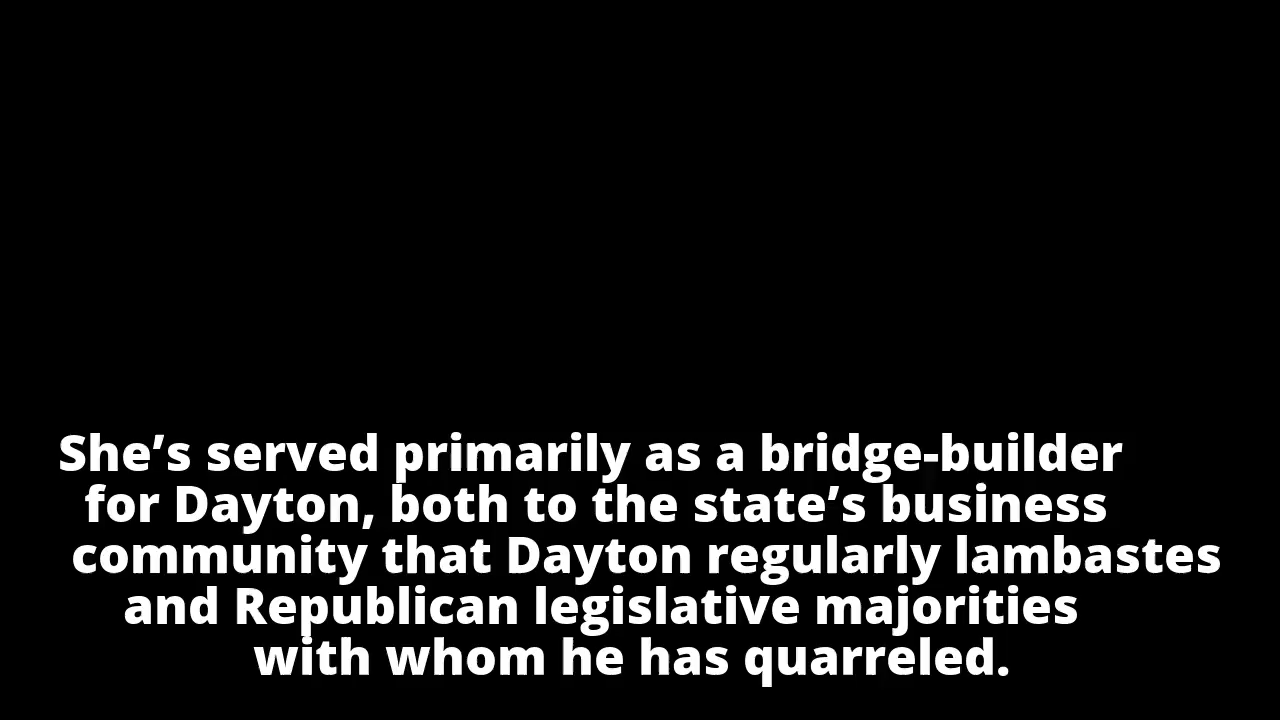 She’s served primarily as a bridge-builder
for Dayton, both to the state’s business
community that Dayton regularly lambastes
and Republican legislative majorities
with whom he has quarreled.